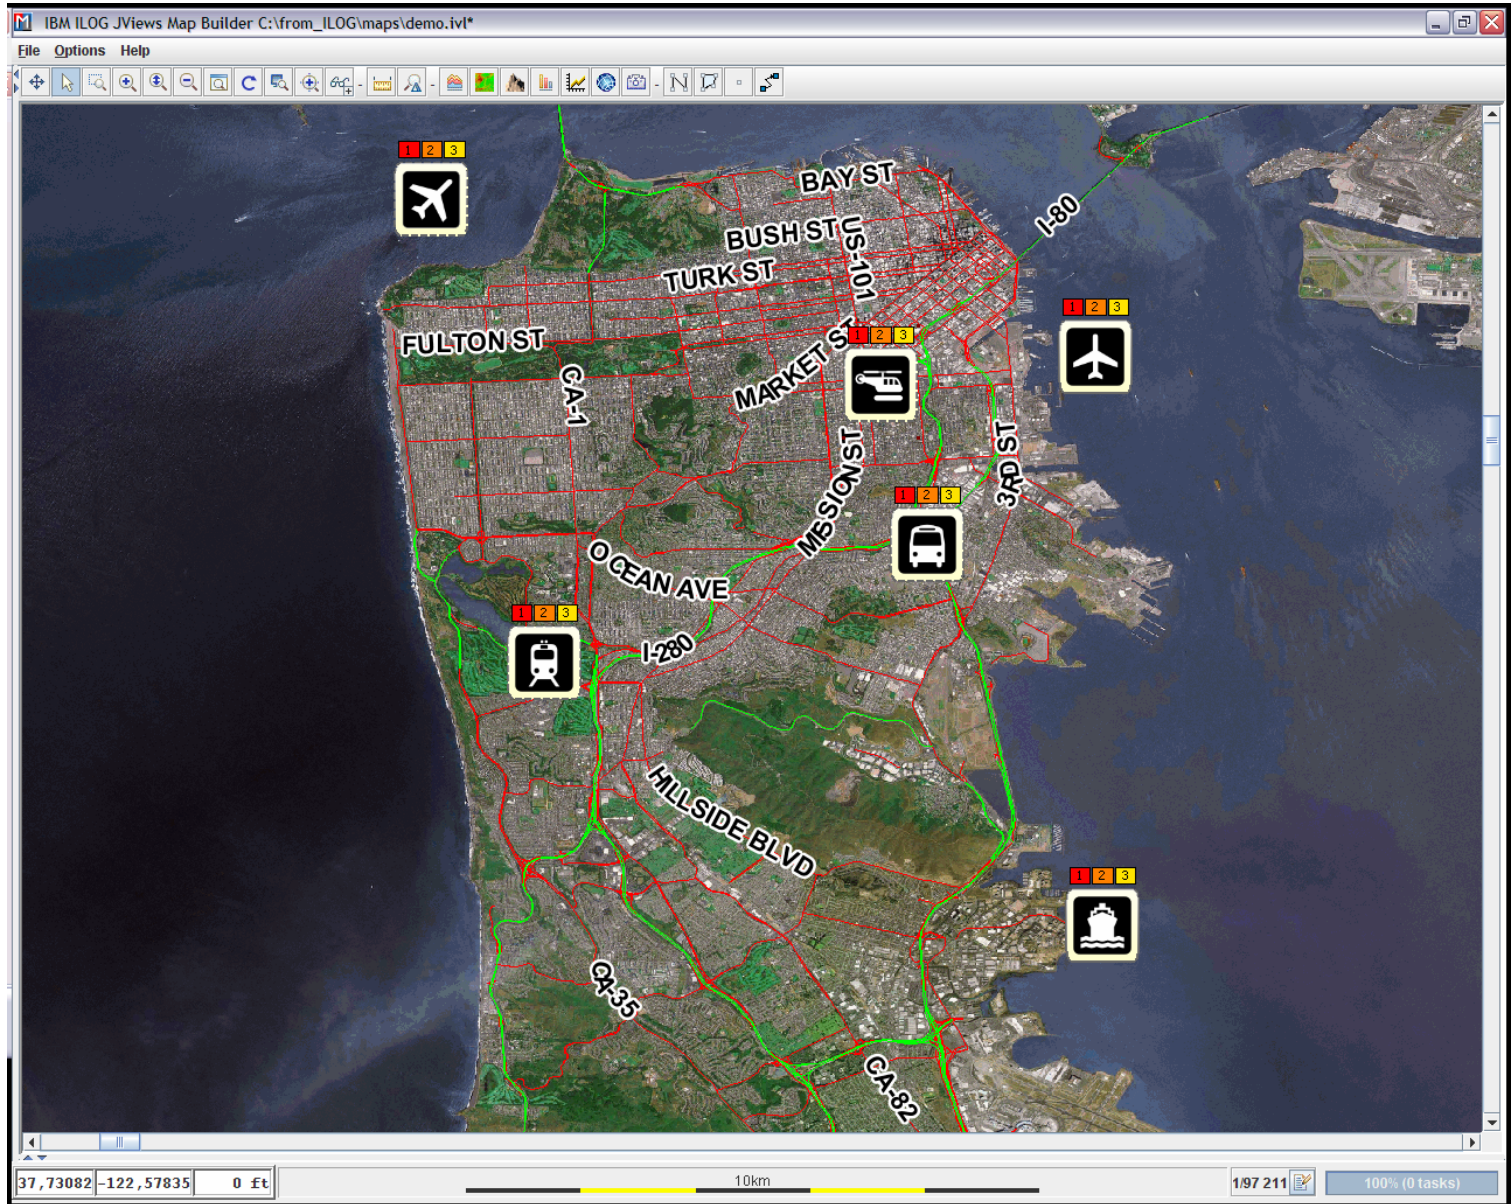 IBM ILOG JViews Map Builder C:\from_ILOG\maps\demo.ivl*
File Options Help
1 2 3
BAY ST
I-80
BUSH ST
US-101
TURK ST
1 2 3
FULTON ST
MARKET ST
1 2 3
CA-1
3RD ST
MISSION ST
1 2 3
OCEAN AVE
1 2 3
I-280
HILLSIDE BLVD
1 2 3
CA-35
CA-82
37,73082 -122,57835 0 ft 10km 1/97 211 100% (0 tasks)